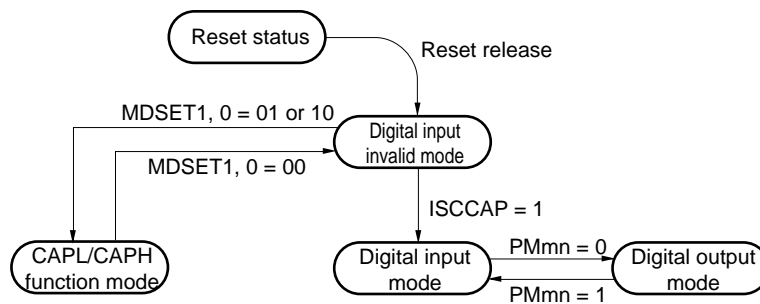 Reset status
Reset release
MDSET1, 0 = 01 or 10
Digital input
invalid mode
MDSET1, 0 = 00
ISCCAP = 1
CAPL/CAPH
function mode
Digital input
mode
PMmn = 0
PMmn = 1
Digital output
mode